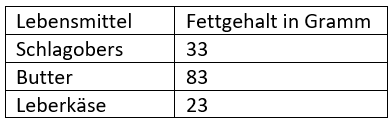 Lebensmittel Fettgehalt in Gramm
Schlagobers 33
Butter 83
Leberkäse 23